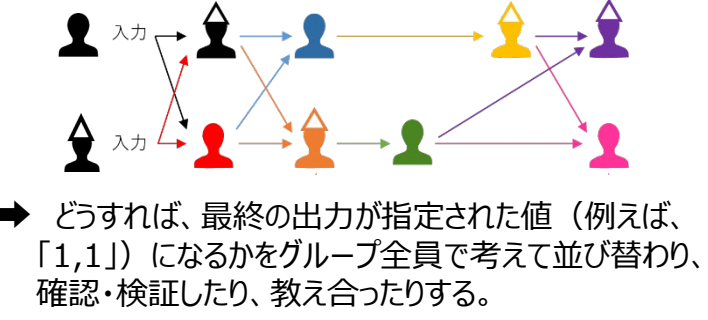 入力
入力
➡ どうすれば、最終の出力が指定された値（例えば、
「1,1」）になるかをグループ全員で考えて並び替わり、
確認・検証したり、教え合ったりする。